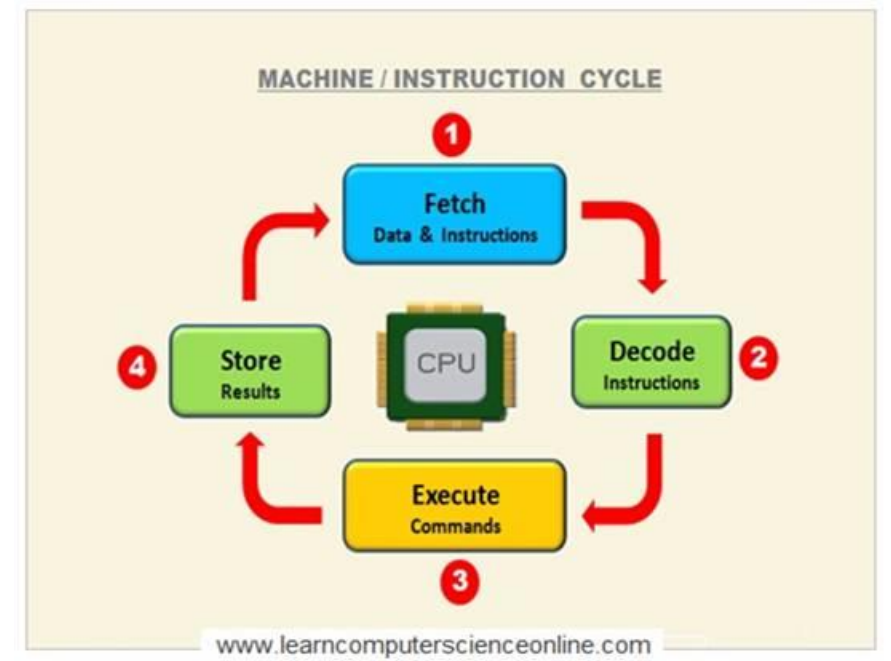 MACHINE / INSTRUCTION CYCLE
1
Fetch
Data & Instructions
4
Store
Results
CPU
Decode
Instructions
2
Execute
Commands
3
www.learncomputerscienceonline.com